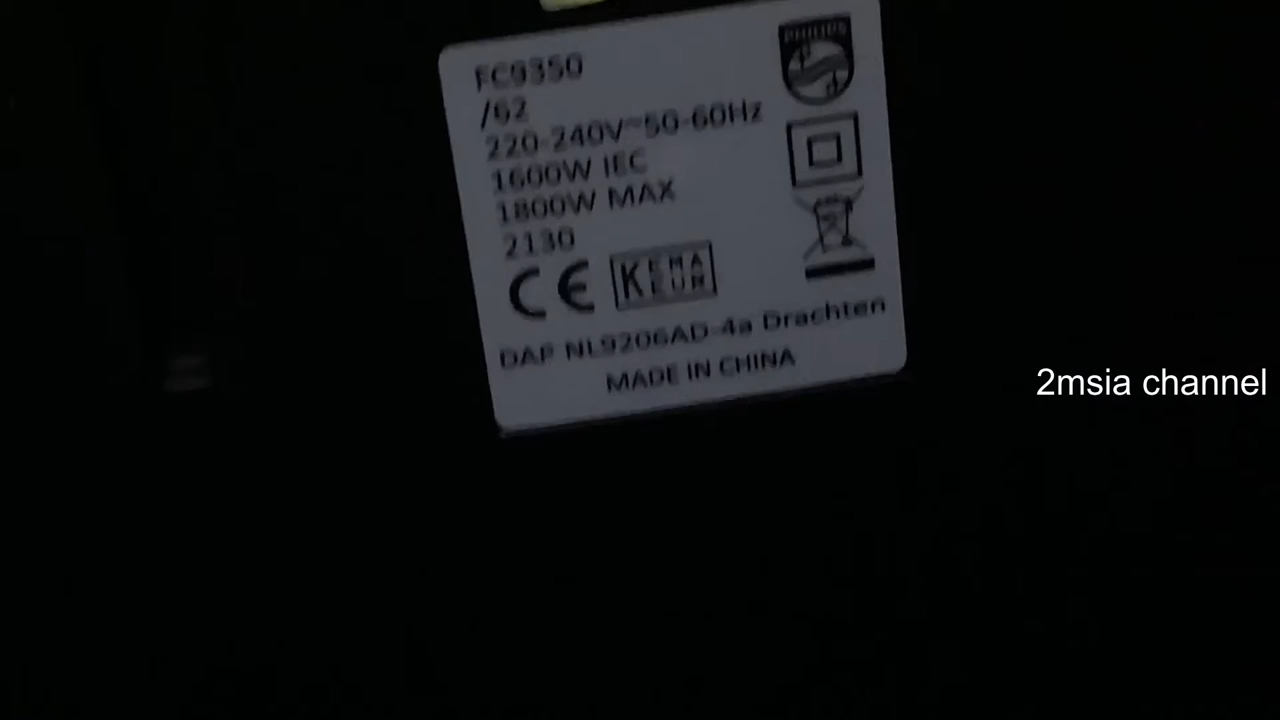 FC9350
/62
220-240V~50-60Hz
1600W IEC
1800W MAX
2130
PHILIPS
CE KEMA KEUR
DAP NL9206AD-4a Drachten
MADE IN CHINA
2msia channel